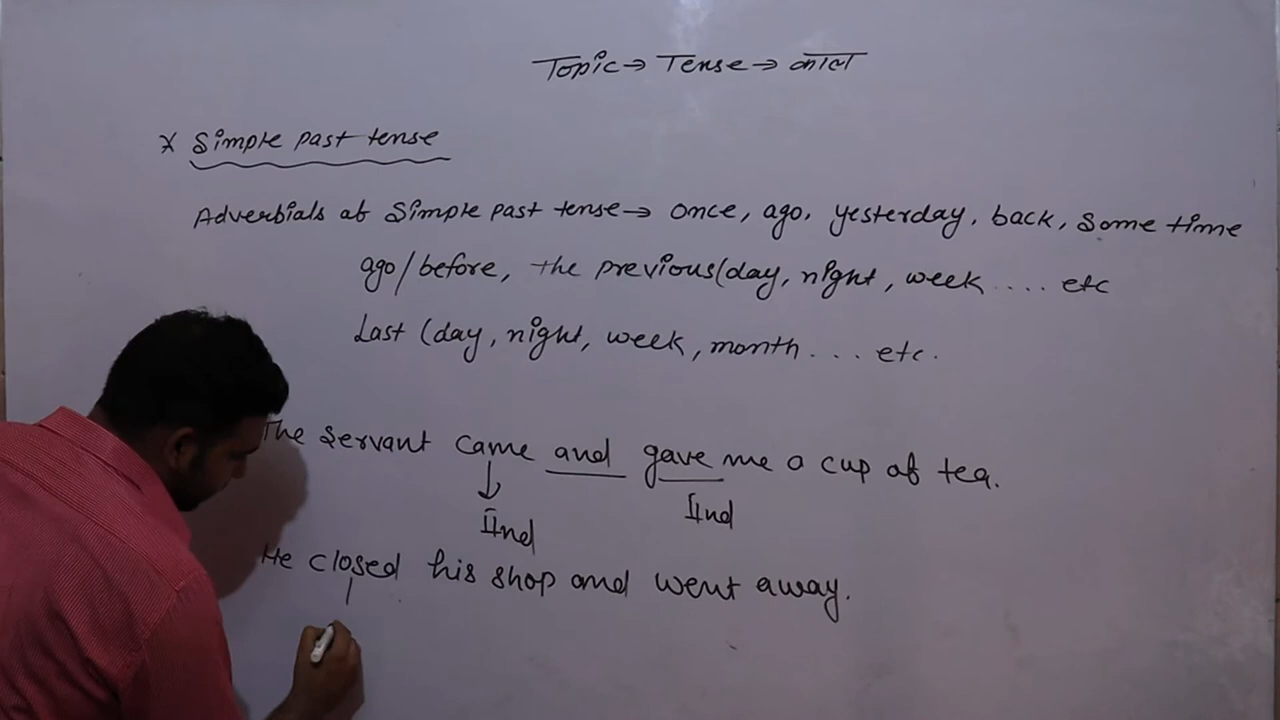 Topic → Tense → काल
* Simple past tense
Adverbials of Simple past tense → once, ago, yesterday, back, Some time
ago/before, the previous(day, night, week .... etc
Last (day, night, week, month .... etc.
The Servant came and gave me a cup of tea.
IInd IInd
He closed his shop and went away.